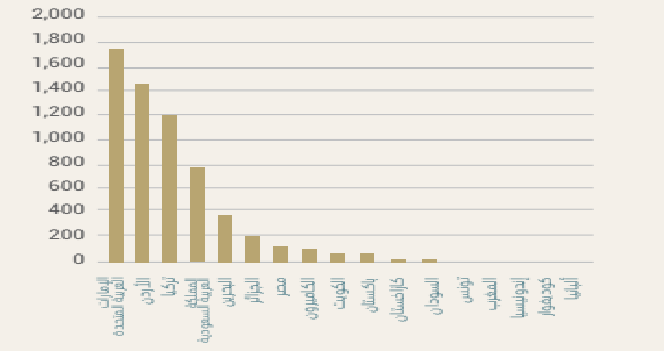 2,000
1,800
1,600
1,400
1,200
1,000
800
600
400
200
0
الإمارات
العربية المتحدة
الأردن
تركيا
المملكة
العربية السعودية
البحرين
الجزائر
مصر
الكاميرون
الكويت
باكستان
كازاخستان
السودان
تونس
المغرب
إندونيسيا
كوت ديفوار
ألبانيا